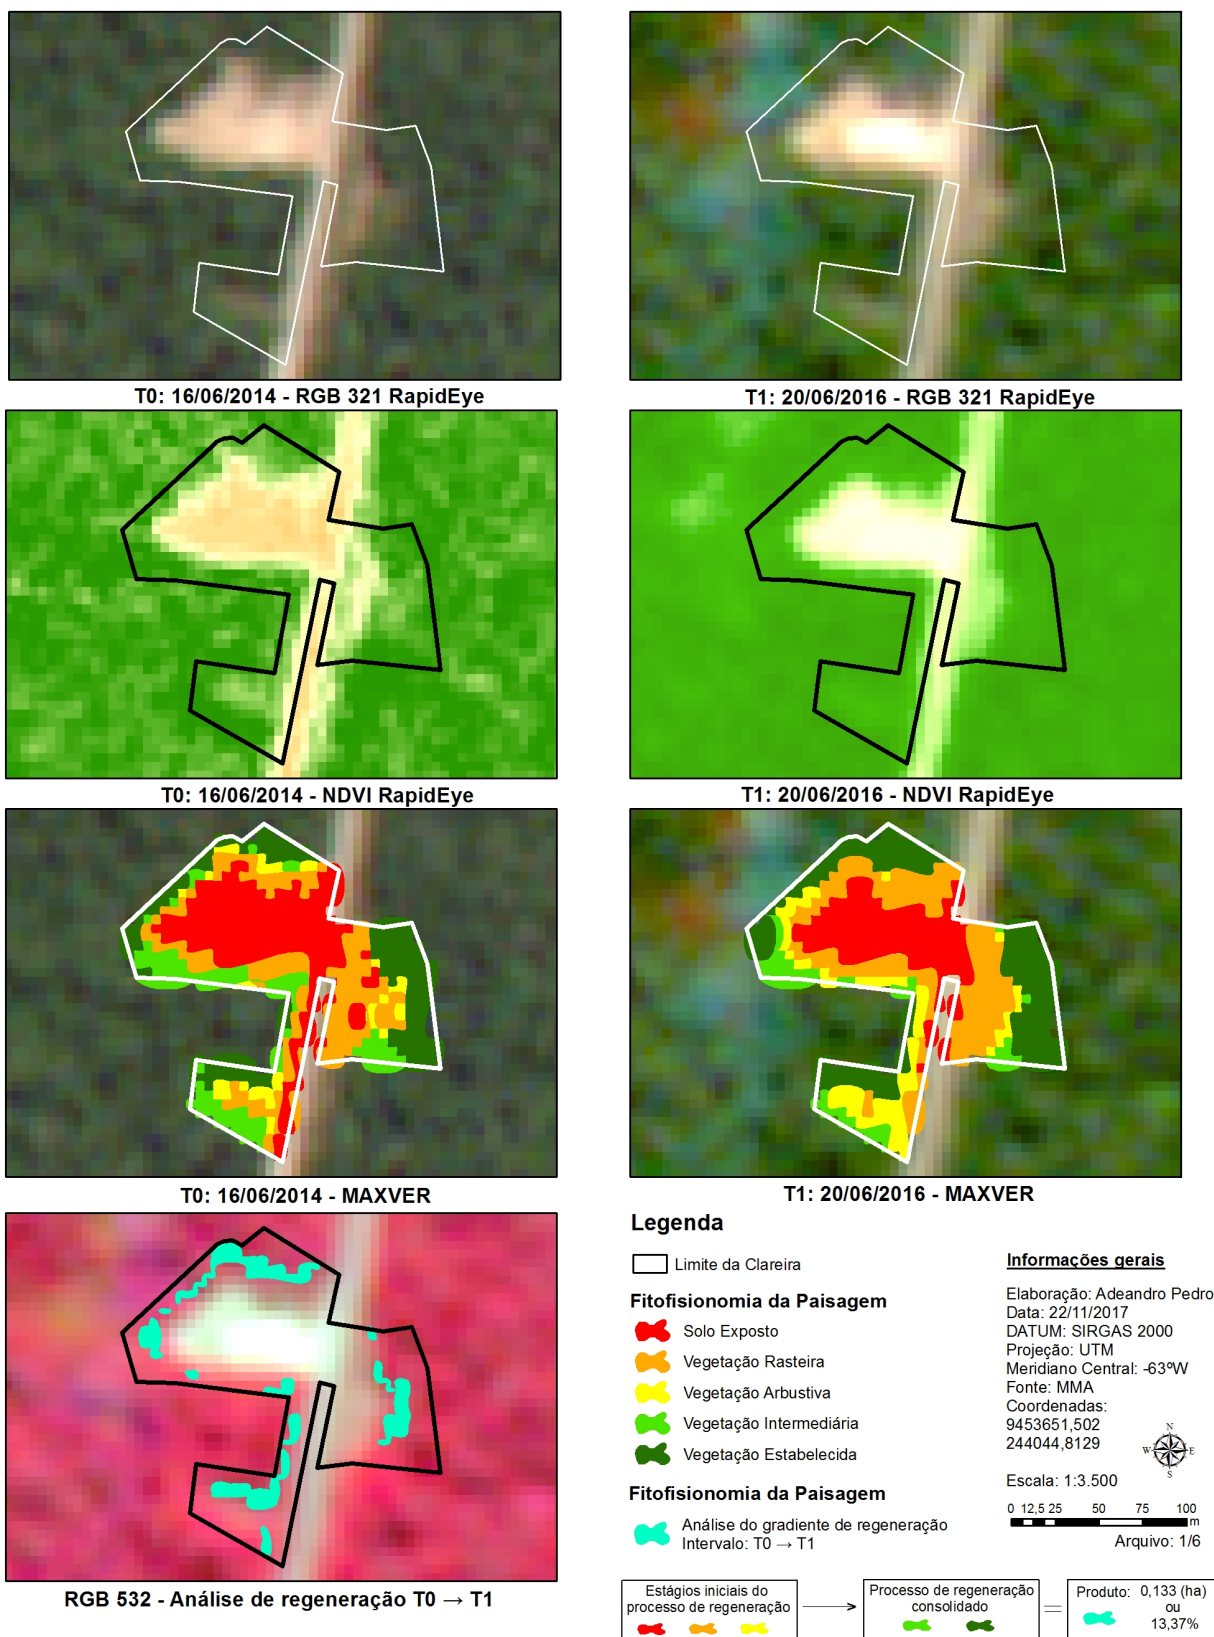 T0: 16/06/2014 - RGB 321 RapidEye
T1: 20/06/2016 - RGB 321 RapidEye
T0: 16/06/2014 - NDVI RapidEye
T1: 20/06/2016 - NDVI RapidEye
T0: 16/06/2014 - MAXVER
T1: 20/06/2016 - MAXVER
RGB 532 - Análise de regeneração T0 → T1
Legenda
Limite da Clareira
Fitofisionomia da Paisagem
Solo Exposto
Vegetação Rasteira
Vegetação Arbustiva
Vegetação Intermediária
Vegetação Estabelecida
Fitofisionomia da Paisagem
Análise do gradiente de regeneração
Intervalo: T0 → T1
Informações gerais
Elaboração: Adeandro Pedro
Data: 22/11/2017
DATUM: SIRGAS 2000
Projeção: UTM
Meridiano Central: -63ºW
Fonte: MMA
Coordenadas:
9453651,502
244044,8129
N
W E
S
Escala: 1:3.500
0 12,5 25 50 75 100
m
Arquivo: 1/6
Estágios iniciais do
processo de regeneração
Processo de regeneração
consolidado
Produto: 0,133 (ha)
ou
13,37%